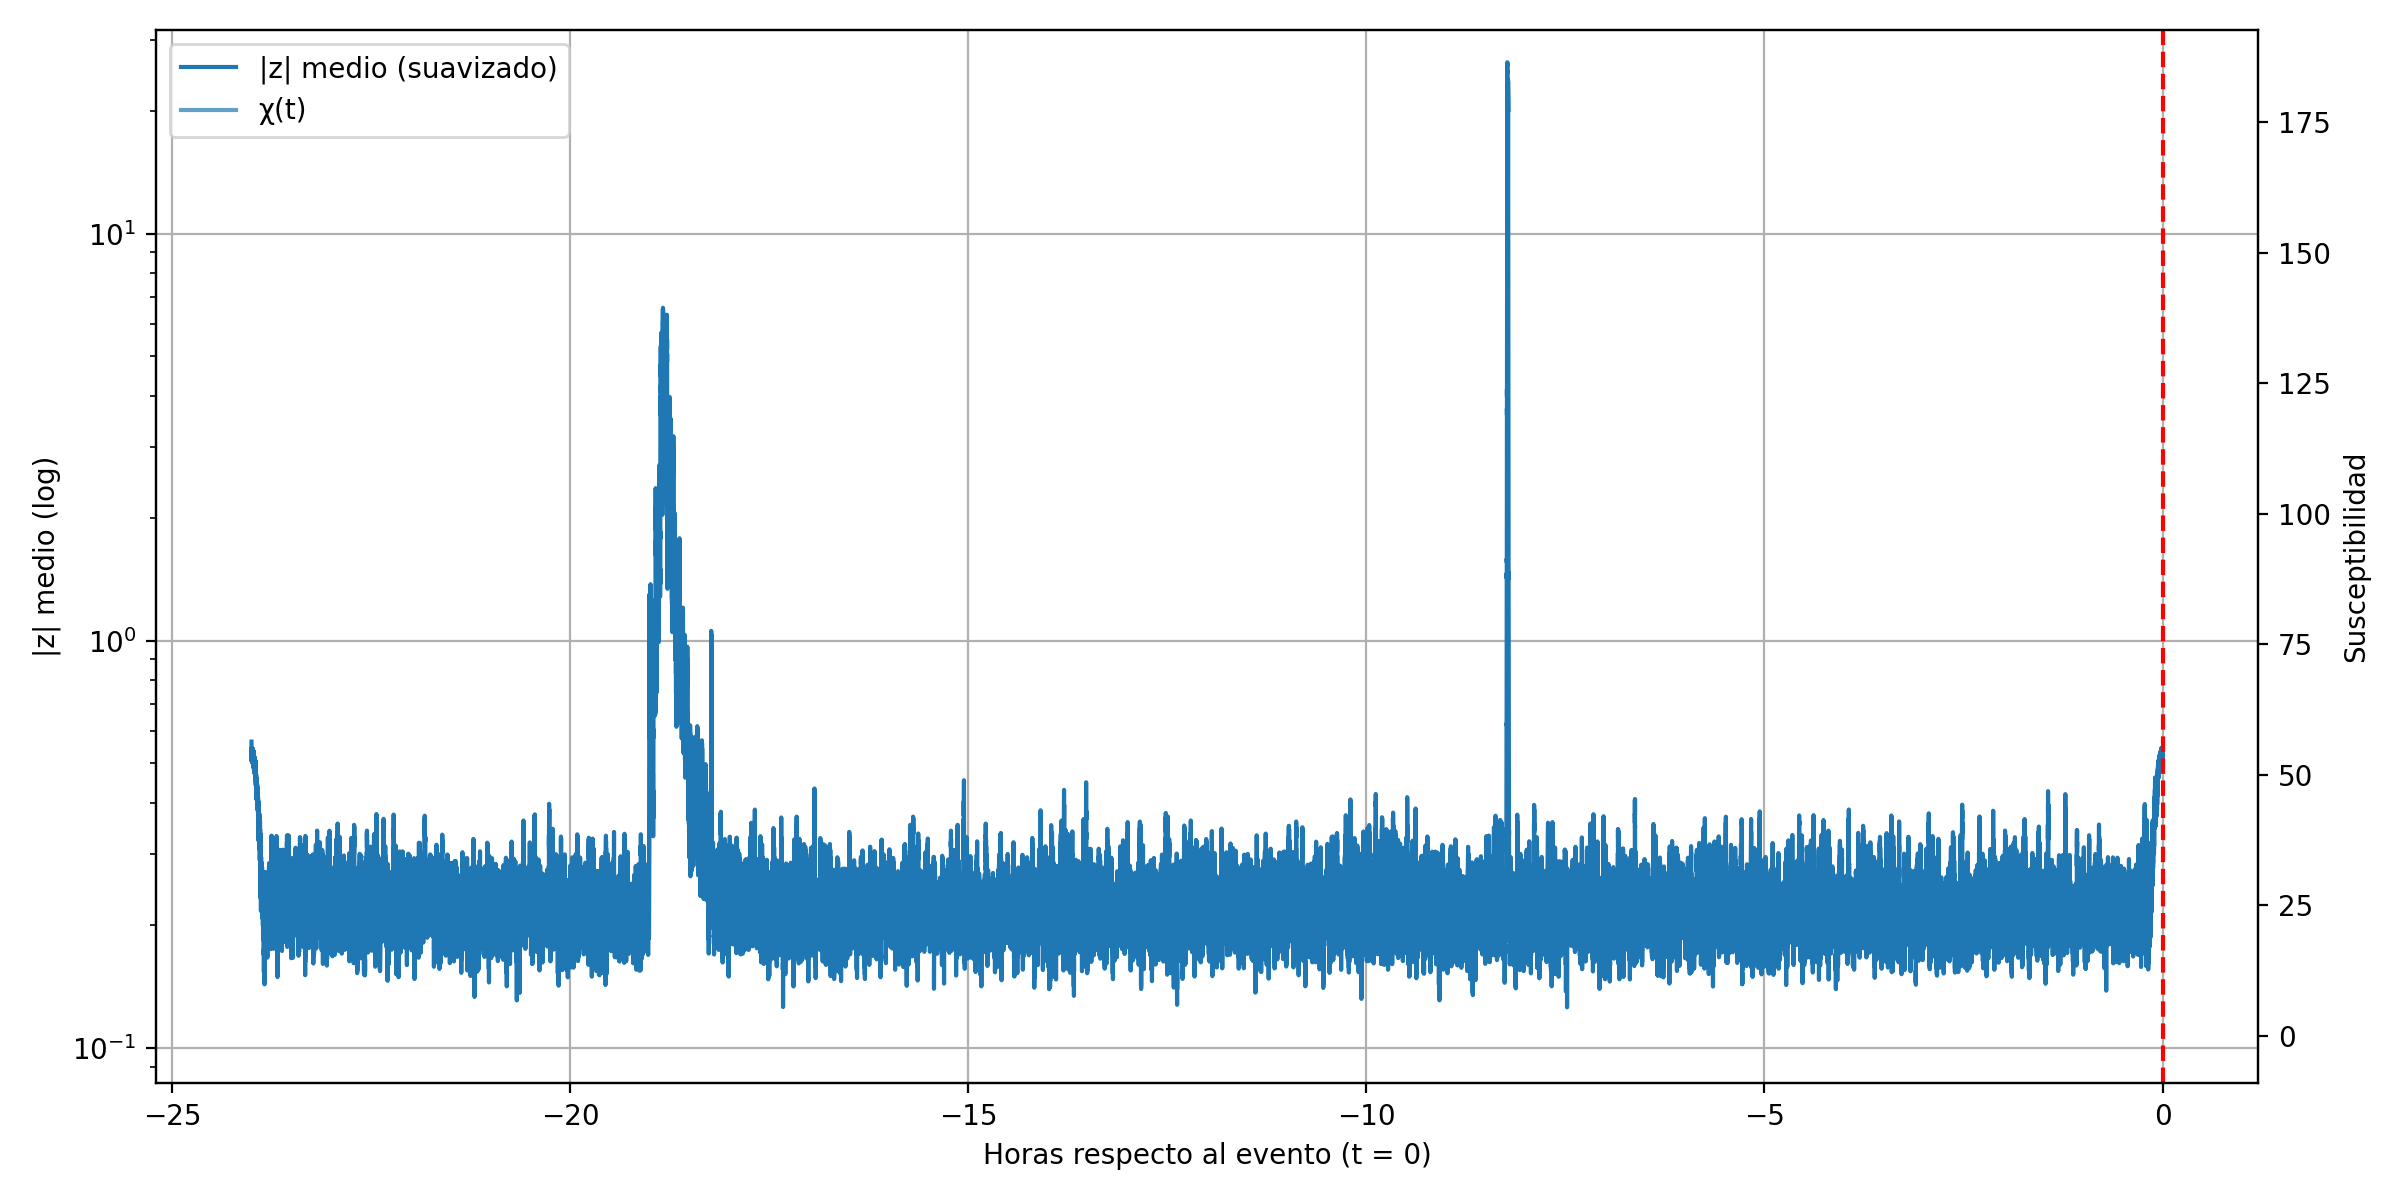 |z| medio (suavizado)
χ(t)
10¹
10⁰
10⁻¹
|z| medio (log)
175
150
125
100
75
50
25
0
Susceptibilidad
−25 −20 −15 −10 −5 0
Horas respecto al evento (t = 0)